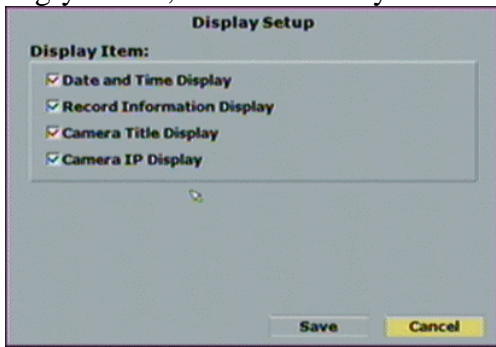 Display Setup
Display Item:
Date and Time Display
Record Information Display
Camera Title Display
Camera IP Display
Save Cancel